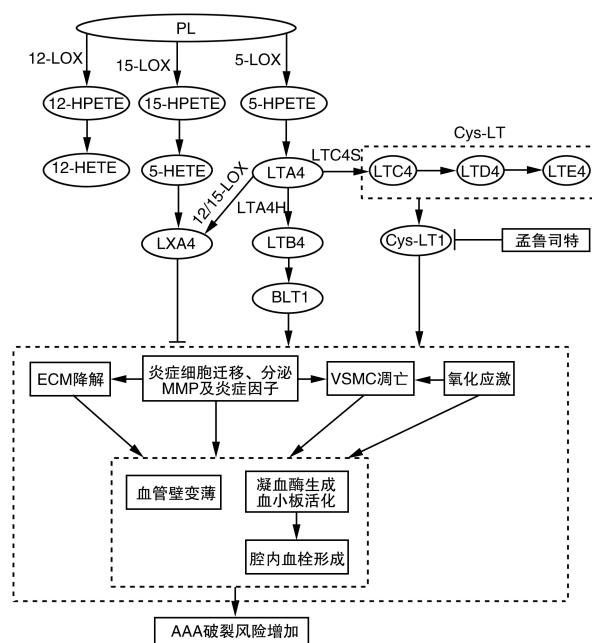 PL
12-LOX
15-LOX
5-LOX
12-HPETE
15-HPETE
5-HPETE
Cys-LT
12-HETE
5-HETE
LTA4
LTC4S
LTC4
LTD4
LTE4
12/15-LOX
LTA4H
LXA4
LTB4
Cys-LT1
孟鲁司特
BLT1
ECM降解
炎症细胞迁移、分泌
MMP及炎症因子
VSMC凋亡
氧化应激
血管壁变薄
凝血酶生成
血小板活化
腔内血栓形成
AAA破裂风险增加